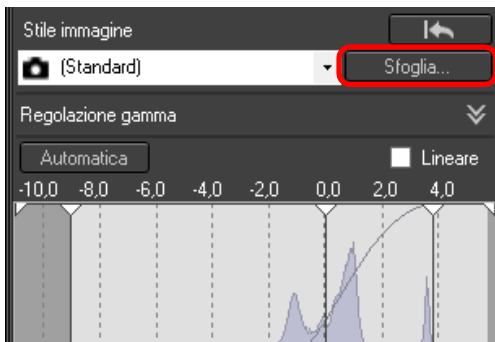 Stile immagine
(Standard) Sfoglia...
Regolazione gamma
Automatica Lineare
-10,0 -8,0 -6,0 -4,0 -2,0 0,0 2,0 4,0